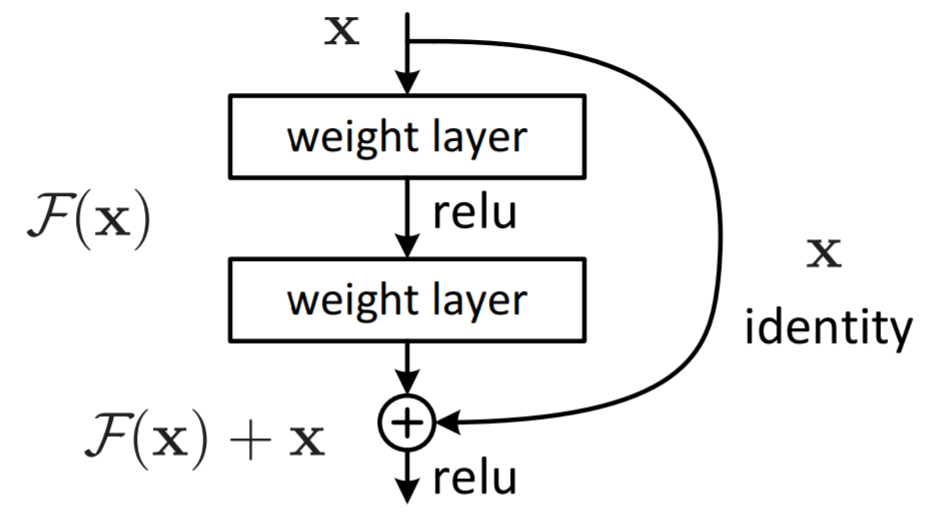 x
weight layer
relu
F(x)
weight layer
x
identity
F(x) + x
relu